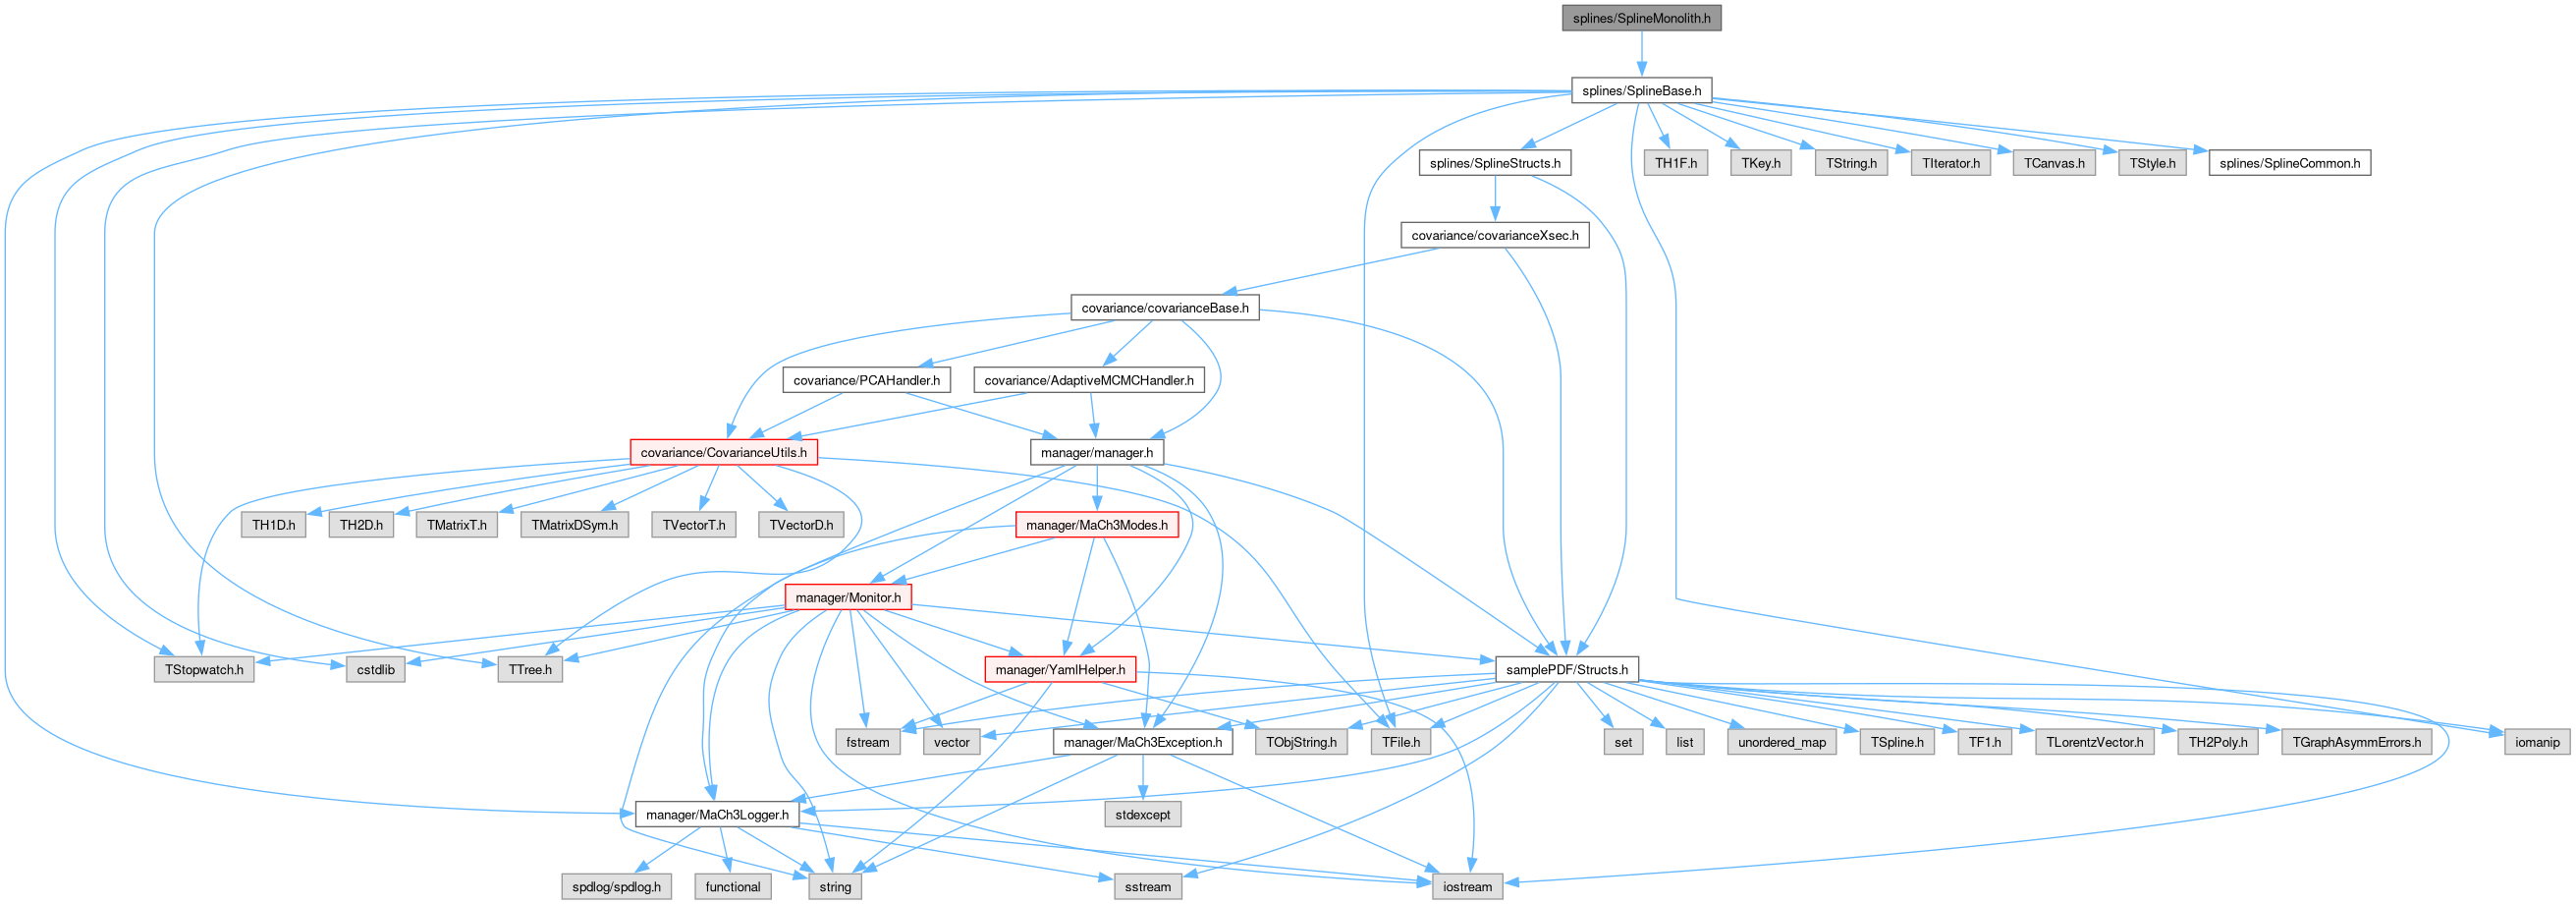 splines/SplineMonolith.h
splines/SplineBase.h
splines/SplineStructs.h
TH1F.h
TKey.h
TString.h
TIterator.h
TCanvas.h
TStyle.h
splines/SplineCommon.h
covariance/covarianceXsec.h
covariance/covarianceBase.h
covariance/PCAHandler.h
covariance/AdaptiveMCMCHandler.h
covariance/CovarianceUtils.h
manager/manager.h
TH1D.h
TH2D.h
TMatrixT.h
TMatrixDSym.h
TVectorT.h
TVectorD.h
manager/MaCh3Modes.h
manager/Monitor.h
TStopwatch.h
cstdlib
TTree.h
manager/YamlHelper.h
samplePDF/Structs.h
fstream
vector
manager/MaCh3Exception.h
TObjString.h
TFile.h
set
list
unordered_map
TSpline.h
TF1.h
TLorentzVector.h
TH2Poly.h
TGraphAsymmErrors.h
iomanip
manager/MaCh3Logger.h
stdexcept
spdlog/spdlog.h
functional
string
sstream
iostream